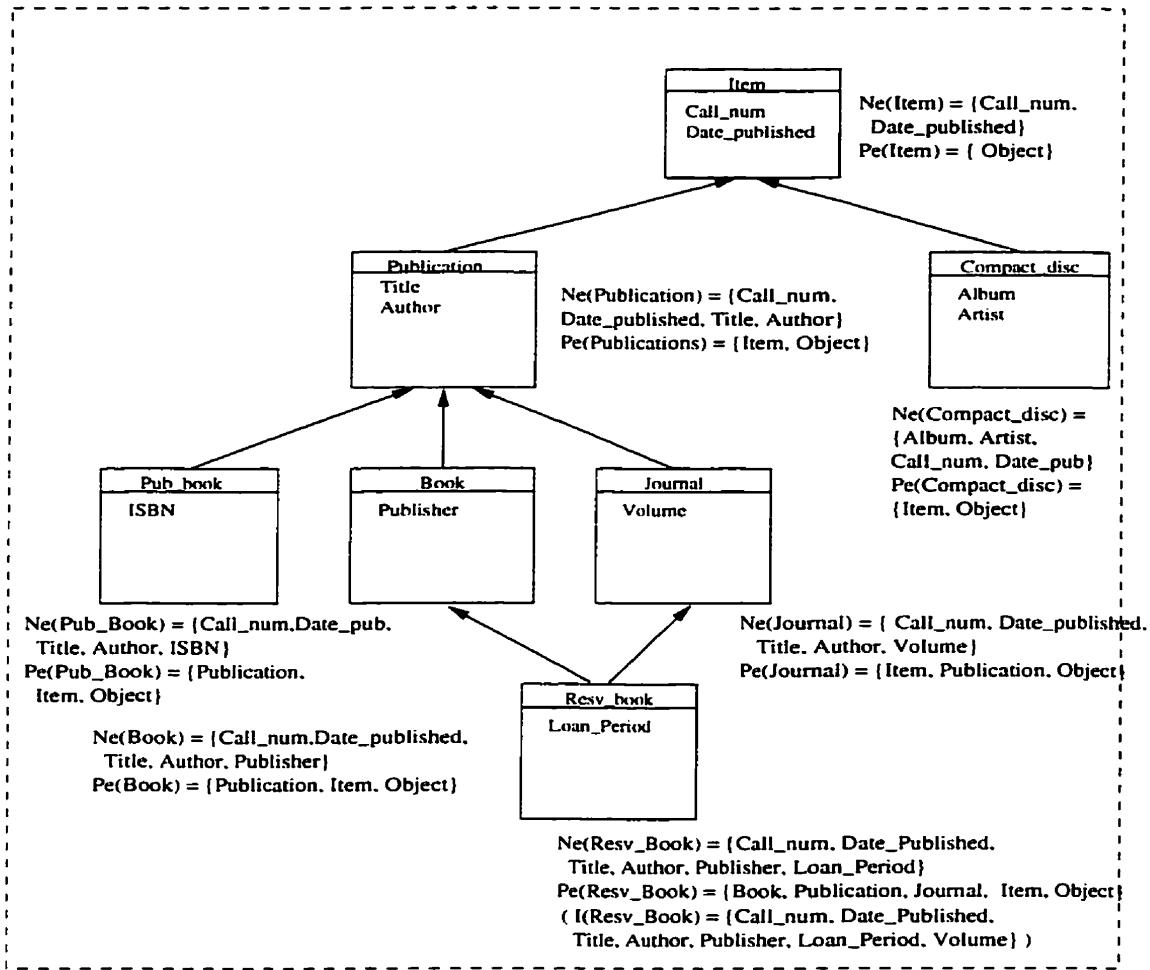 Item
Call_num
Date_published
Ne(Item) = {Call_num,
Date_published}
Pe(Item) = { Object}
Publication
Title
Author
Ne(Publication) = {Call_num,
Date_published, Title, Author}
Pe(Publications) = {Item, Object}
Compact_disc
Album
Artist
Ne(Compact_disc) =
{Album, Artist,
Call_num, Date_pub}
Pe(Compact_disc) =
{Item, Object}
Pub_book
ISBN
Book
Publisher
Journal
Volume
Ne(Pub_Book) = {Call_num,Date_pub,
Title, Author, ISBN}
Pe(Pub_Book) = {Publication,
Item, Object}
Ne(Journal) = { Call_num, Date_published,
Title, Author, Volume}
Pe(Journal) = {Item, Publication, Object}
Resv_book
Loan_Period
Ne(Book) = {Call_num,Date_published,
Title, Author, Publisher}
Pe(Book) = {Publication, Item, Object}
Ne(Resv_Book) = {Call_num, Date_Published,
Title, Author, Publisher, Loan_Period}
Pe(Resv_Book) = {Book, Publication, Journal, Item, Object}
( I(Resv_Book) = {Call_num, Date_Published,
Title, Author, Publisher, Loan_Period, Volume} )